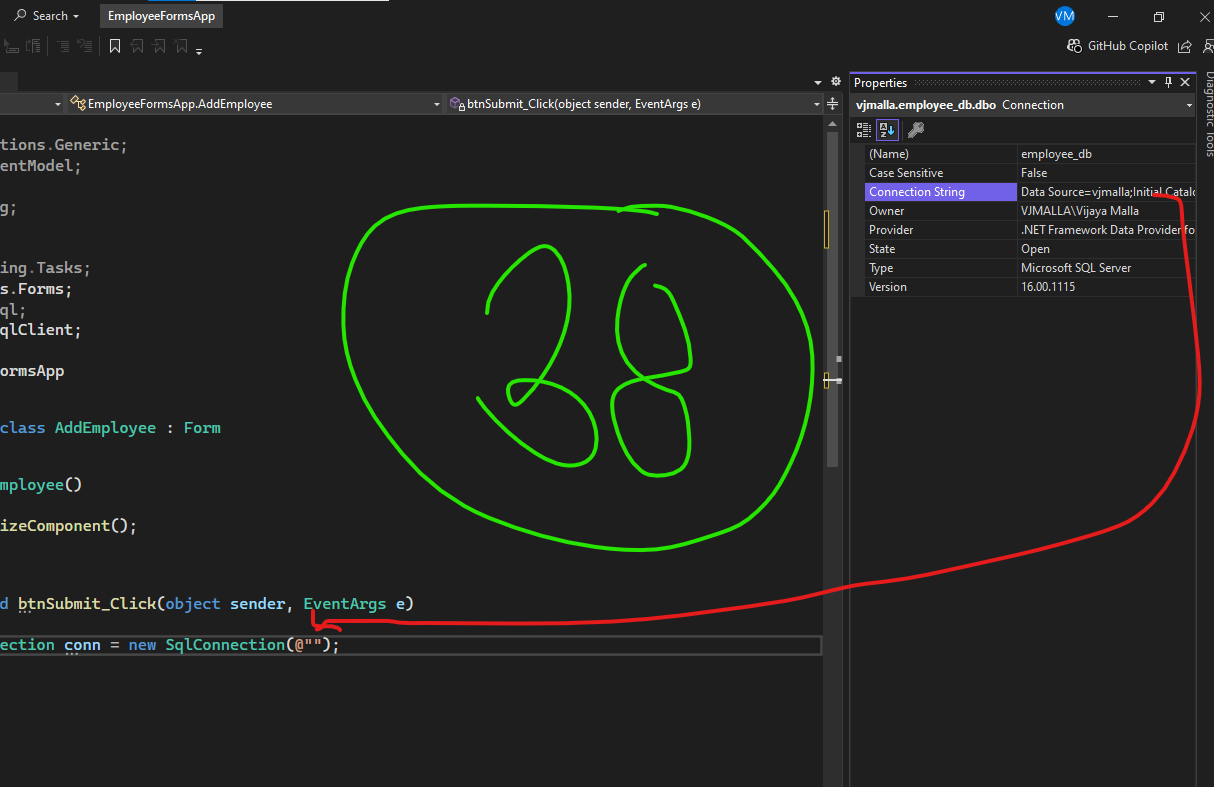 Search
EmployeeFormsApp
VM
GitHub Copilot
EmployeeFormsApp.AddEmployee
btnSubmit_Click(object sender, EventArgs e)
tions.Generic;
entModel;
g;
ing.Tasks;
s.Forms;
ql;
qlClient;
ormsApp
class AddEmployee : Form
mployee()
izeComponent();
d btnSubmit_Click(object sender, EventArgs e)
ection conn = new SqlConnection(@"");
38
Properties
vjmalla.employee_db.dbo Connection
(Name) employee_db
Case Sensitive False
Connection String Data Source=vjmalla;Initial Catalo
Owner VJMALLA\Vijaya Malla
Provider .NET Framework Data Provider fo
State Open
Type Microsoft SQL Server
Version 16.00.1115
Diagnostic Tools